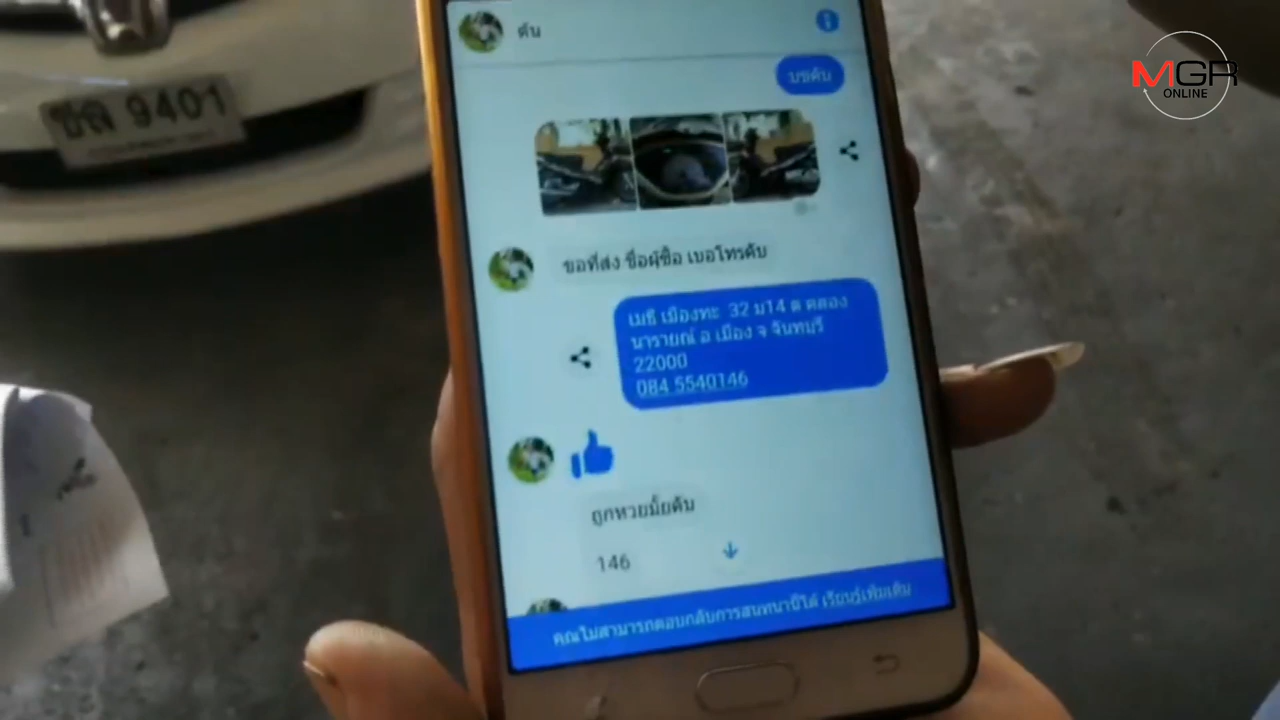 MGR
ONLINE
ชล 9401
ต้น
ขอที่ส่ง ชื่อผู้ซื้อ เบอโทรคับ
เมธี เมืองทะ 32 ม14 ต คลอง
นารายณ์ อ เมือง จ จันทบุรี
22000
084 5540146
ถูกหวยมั้ยต้น
146
คุณไม่สามารถตอบกลับการสนทนานี้ได้ เรียนรู้เพิ่มเติม